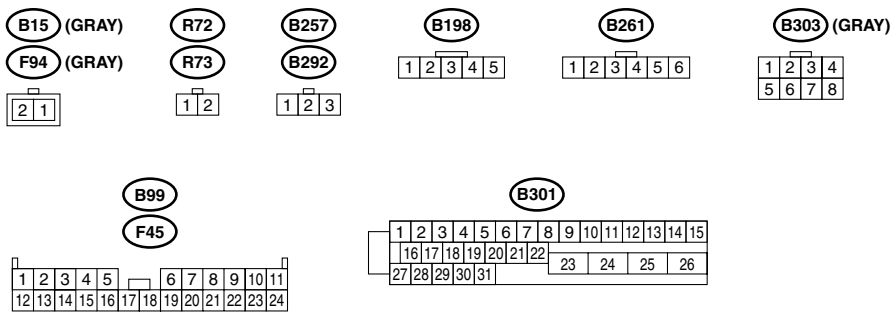 B15 (GRAY) R72 B257 B198 B261 B303 (GRAY)
F94 (GRAY) R73 B292
2 1
1 2
1 2 3
1 2 3 4 5
1 2 3 4 5 6
1 2 3 4
5 6 7 8
B99
F45
1 2 3 4 5 6 7 8 9 10 11
12 13 14 15 16 17 18 19 20 21 22 23 24
B301
1 2 3 4 5 6 7 8 9 10 11 12 13 14 15
16 17 18 19 20 21 22 23 24 25 26
27 28 29 30 31